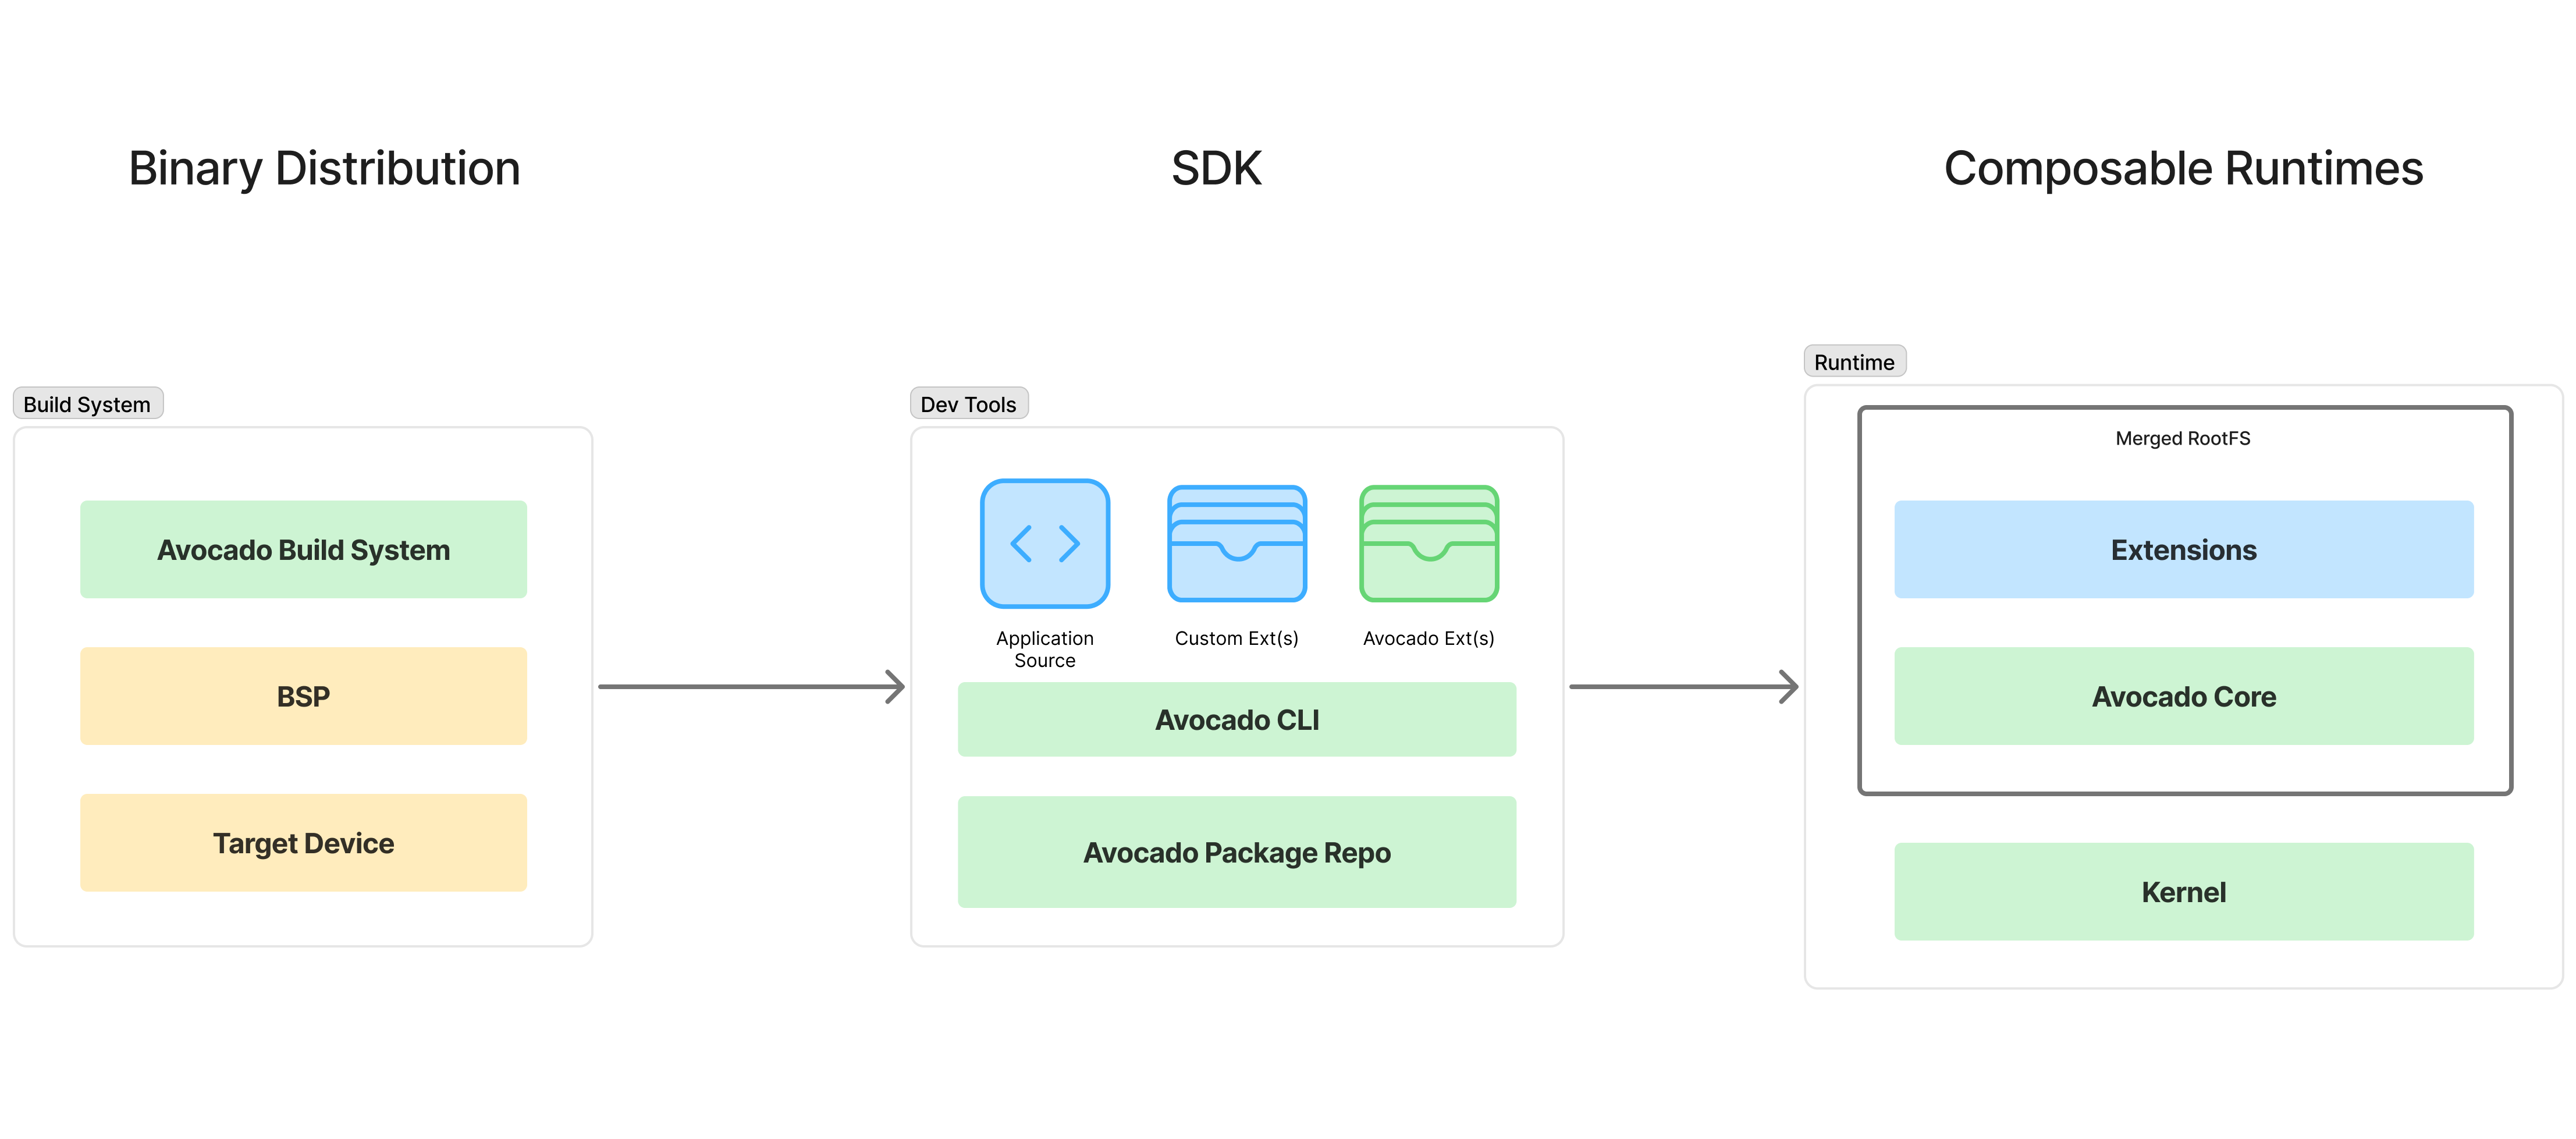 Binary Distribution
SDK
Composable Runtimes
Build System
Avocado Build System
BSP
Target Device
Dev Tools
Application
Source
Custom Ext(s)
Avocado Ext(s)
Avocado CLI
Avocado Package Repo
Runtime
Merged RootFS
Extensions
Avocado Core
Kernel